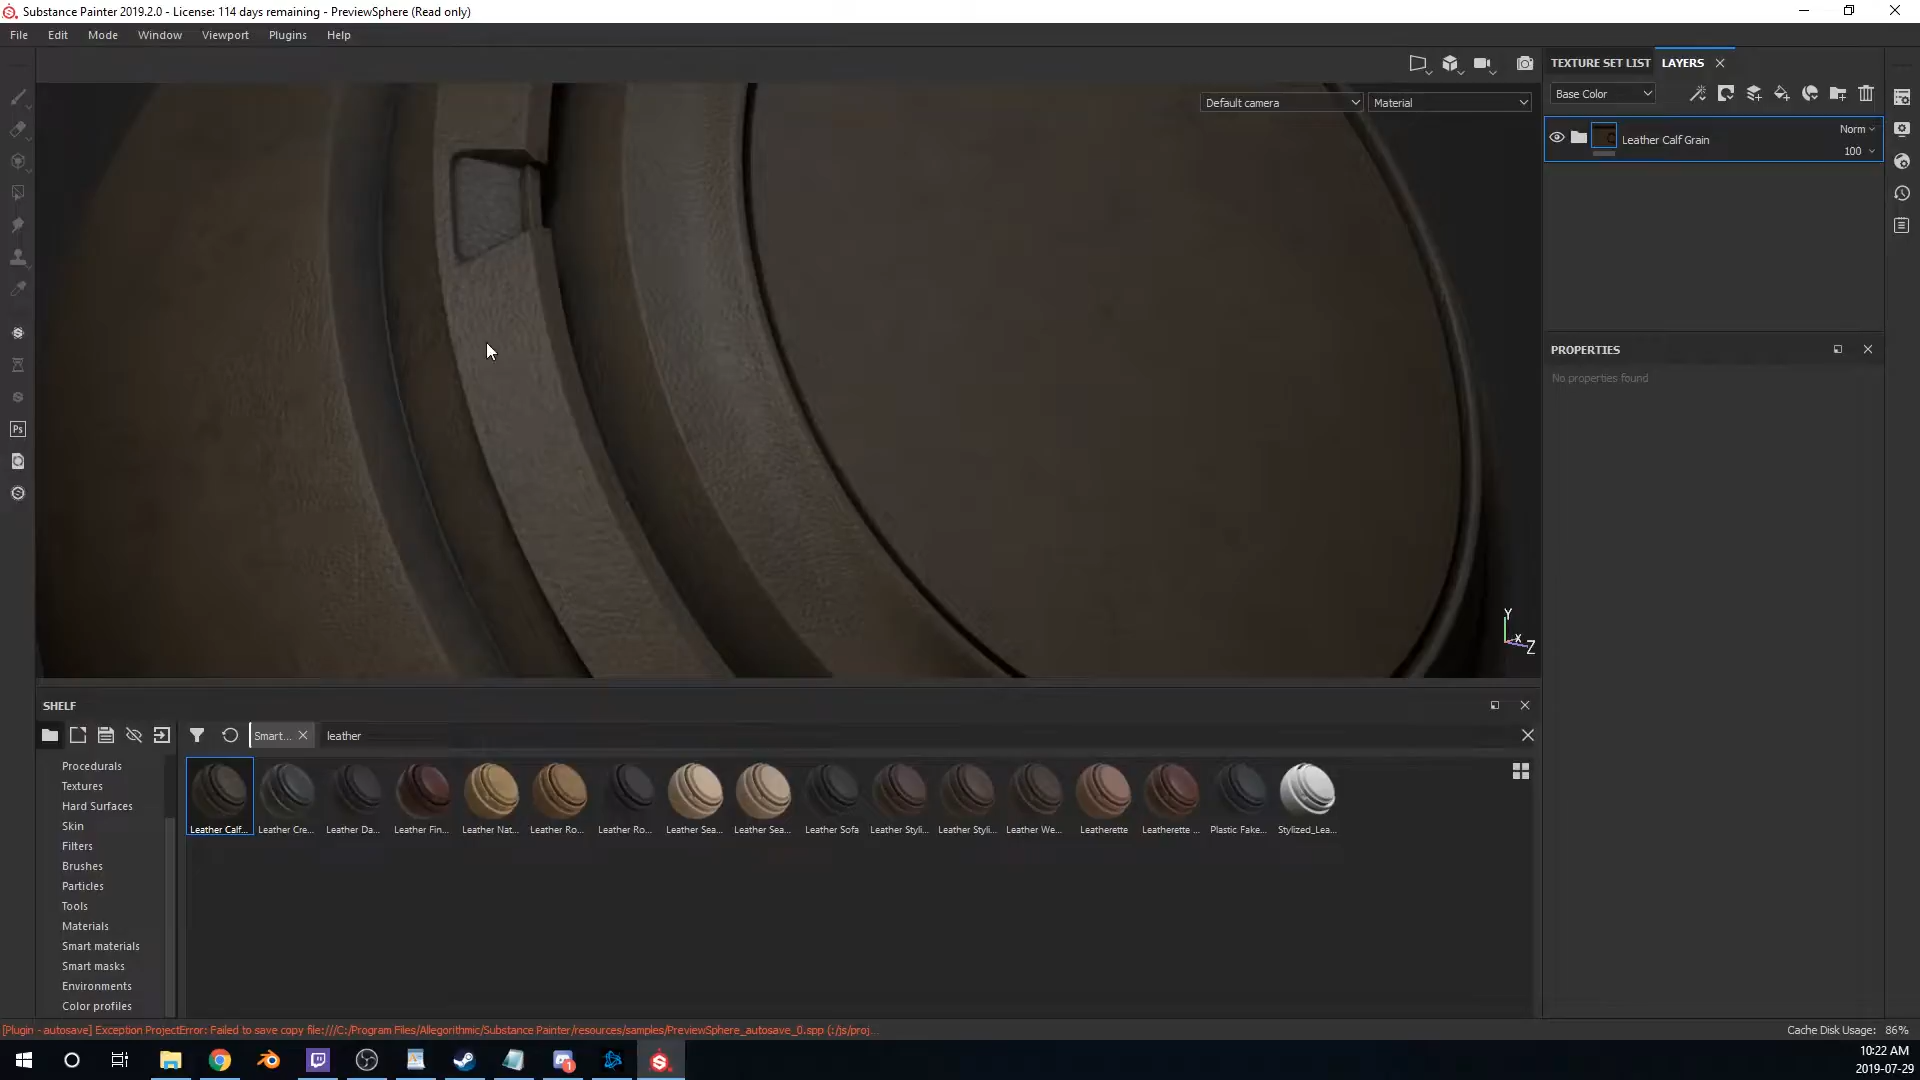 Substance Painter 2019.2.0 - License: 114 days remaining - PreviewSphere (Read only)
File Edit Mode Window Viewport Plugins Help
TEXTURE SET LIST LAYERS
Default camera Material
Base Color
Leather Calf Grain Norm
100
PROPERTIES
No properties found
Y
X
Z
SHELF
Smart... leather
Procedurals
Textures
Hard Surfaces
Skin
Filters
Brushes
Particles
Tools
Materials
Smart materials
Smart masks
Environments
Color profiles
Leather Calf... Leather Cre... Leather Da... Leather Fin... Leather Nat... Leather Ro... Leather Ro... Leather Sea... Leather Sea... Leather Sofa Leather Styli... Leather Styli... Leather We... Leatherette Leatherette ... Plastic Fake... Stylized_Lea...
[Plugin - autosave] Exception ProjectError: Failed to save copy file:///C:/Program Files/Allegorithmic/Substance Painter/resources/samples/PreviewSphere_autosave_0.spp (:/js/proj...
Cache Disk Usage: 86%
Ps
1
10:22 AM
2019-07-29